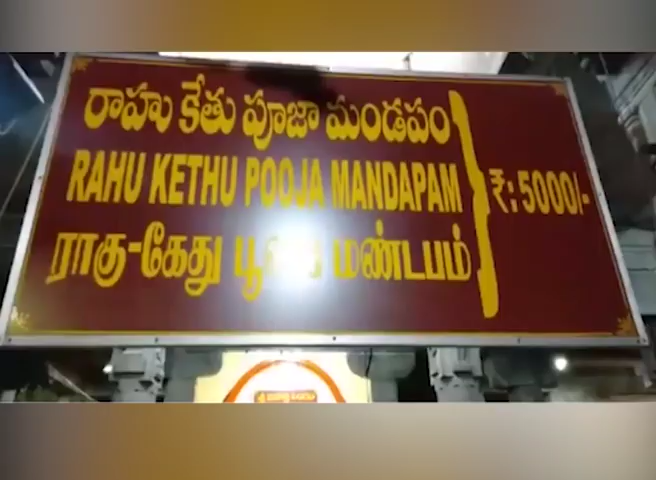 రాహు కేతు పూజా మండపం
RAHU KETHU POOJA MANDAPAM
ராகு-கேது மண்டபம்
₹:5000/-